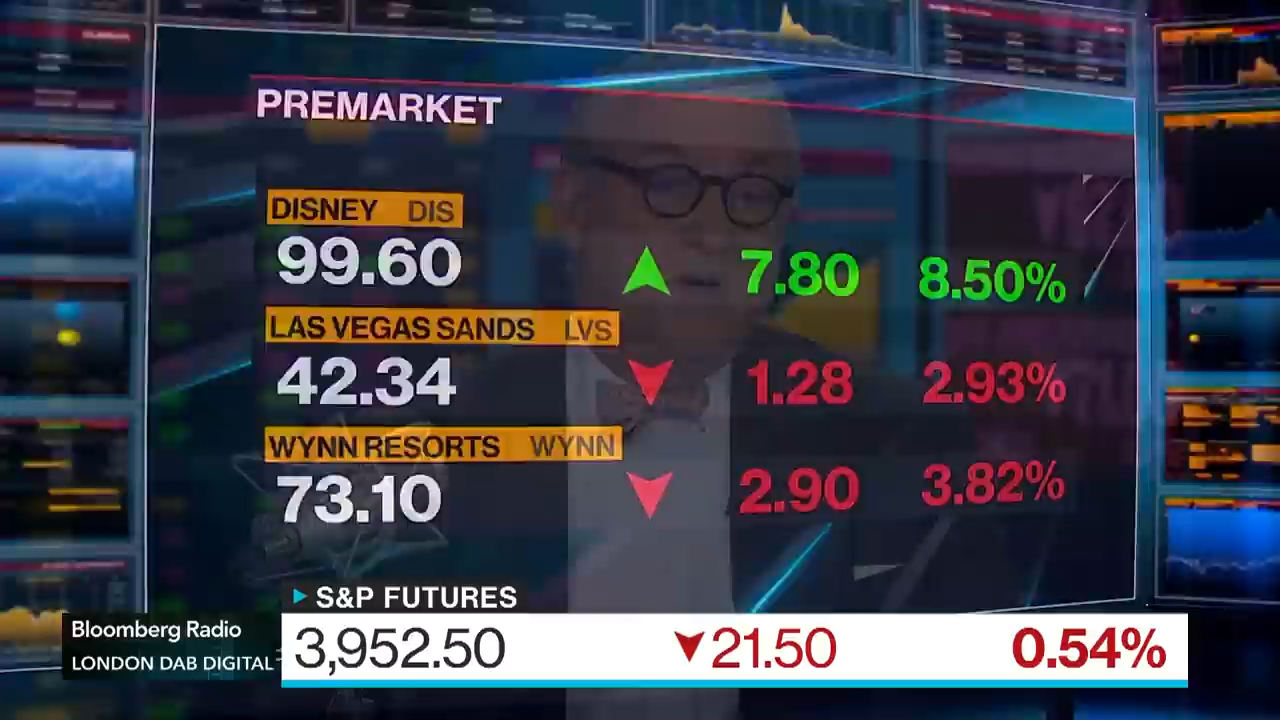 PREMARKET
DISNEY DIS
99.60 ▲ 7.80 8.50%
LAS VEGAS SANDS LVS
42.34 ▼ 1.28 2.93%
WYNN RESORTS WYNN
73.10 ▼ 2.90 3.82%
▶ S&P FUTURES
Bloomberg Radio
LONDON DAB DIGITAL
3,952.50 ▼21.50 0.54%